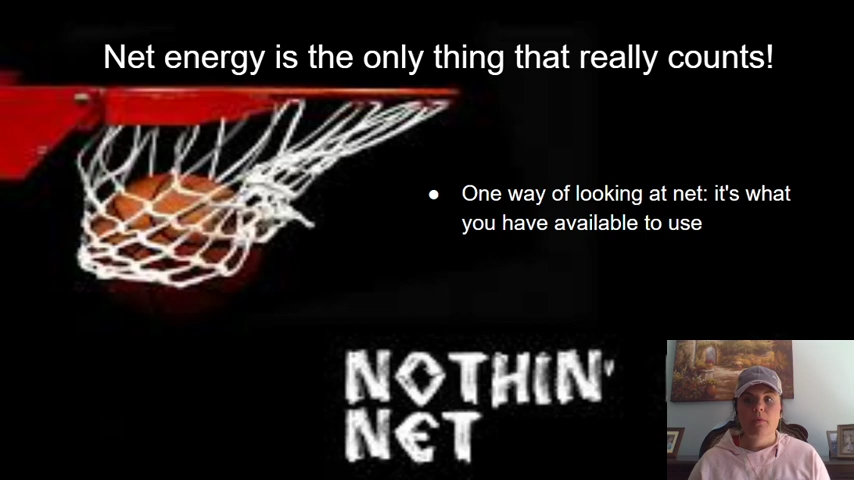 Net energy is the only thing that really counts!
● One way of looking at net: it's what
you have available to use
NOTHIN'
NET